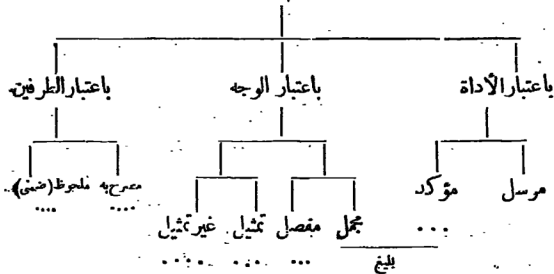 باعتبار الأداة باعتبار الوجه باعتبار الطرفين
مرسل مؤكد مصرح به ملحوظ (ضمني)
مجمل مفصل تمثيل غير تمثيل
بليغ